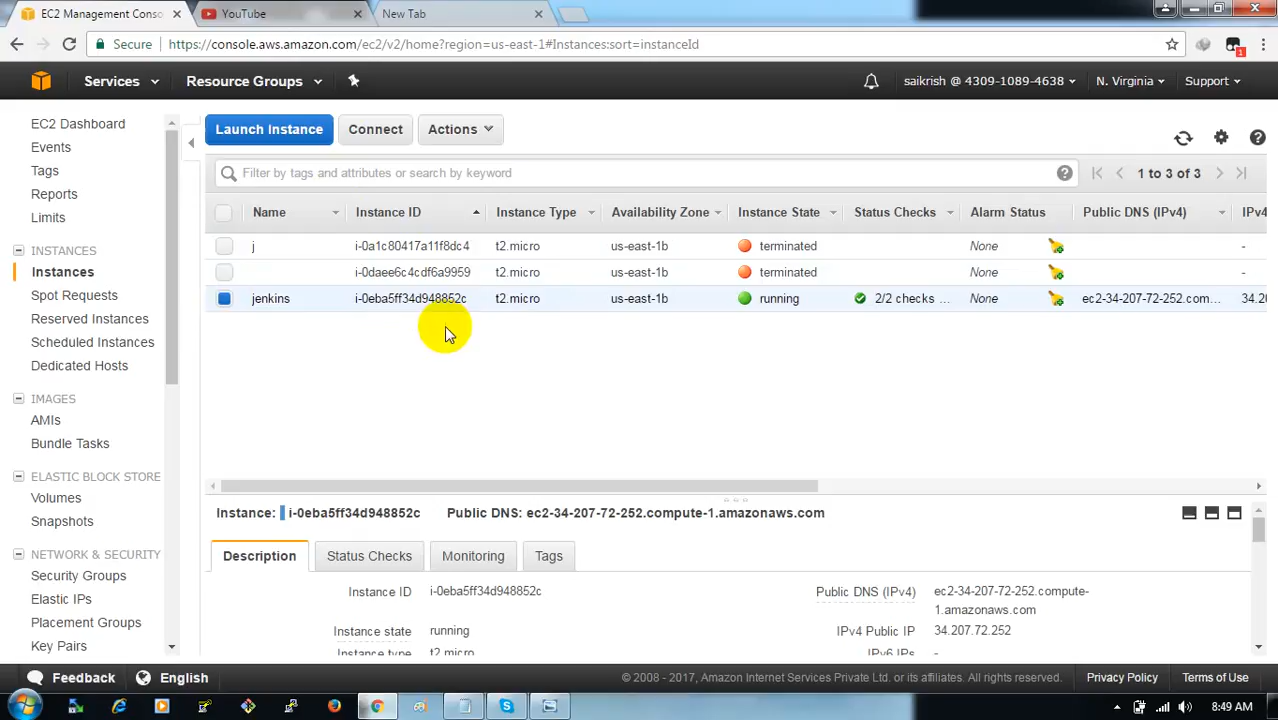 EC2 Management Conso
YouTube
New Tab
Secure
https://console.aws.amazon.com/ec2/v2/home?region=us-east-1#Instances:sort=instanceId
1
Services
Resource Groups
saikrish @ 4309-1089-4638
N. Virginia
Support
EC2 Dashboard
Events
Tags
Reports
Limits
INSTANCES
Instances
Spot Requests
Reserved Instances
Scheduled Instances
Dedicated Hosts
IMAGES
AMIs
Bundle Tasks
ELASTIC BLOCK STORE
Volumes
Snapshots
NETWORK & SECURITY
Security Groups
Elastic IPs
Placement Groups
Key Pairs
Launch Instance
Connect
Actions
Filter by tags and attributes or search by keyword
1 to 3 of 3
Name Instance ID Instance Type Availability Zone Instance State Status Checks Alarm Status Public DNS (IPv4) IPv4
j i-0a1c80417a11f8dc4 t2.micro us-east-1b terminated None -
i-0daee6c4cdf6a9959 t2.micro us-east-1b terminated None -
jenkins i-0eba5ff34d948852c t2.micro us-east-1b running 2/2 checks ... None ec2-34-207-72-252.com... 34.20
Instance: i-0eba5ff34d948852c Public DNS: ec2-34-207-72-252.compute-1.amazonaws.com
Description
Status Checks
Monitoring
Tags
Instance ID i-0eba5ff34d948852c
Public DNS (IPv4) ec2-34-207-72-252.compute-
1.amazonaws.com
Instance state running
IPv4 Public IP 34.207.72.252
Instance type t2.micro
IPv6 IPs -
Feedback
English
© 2008 - 2017, Amazon Internet Services Private Ltd. or its affiliates. All rights reserved.
Privacy Policy
Terms of Use
8:49 AM